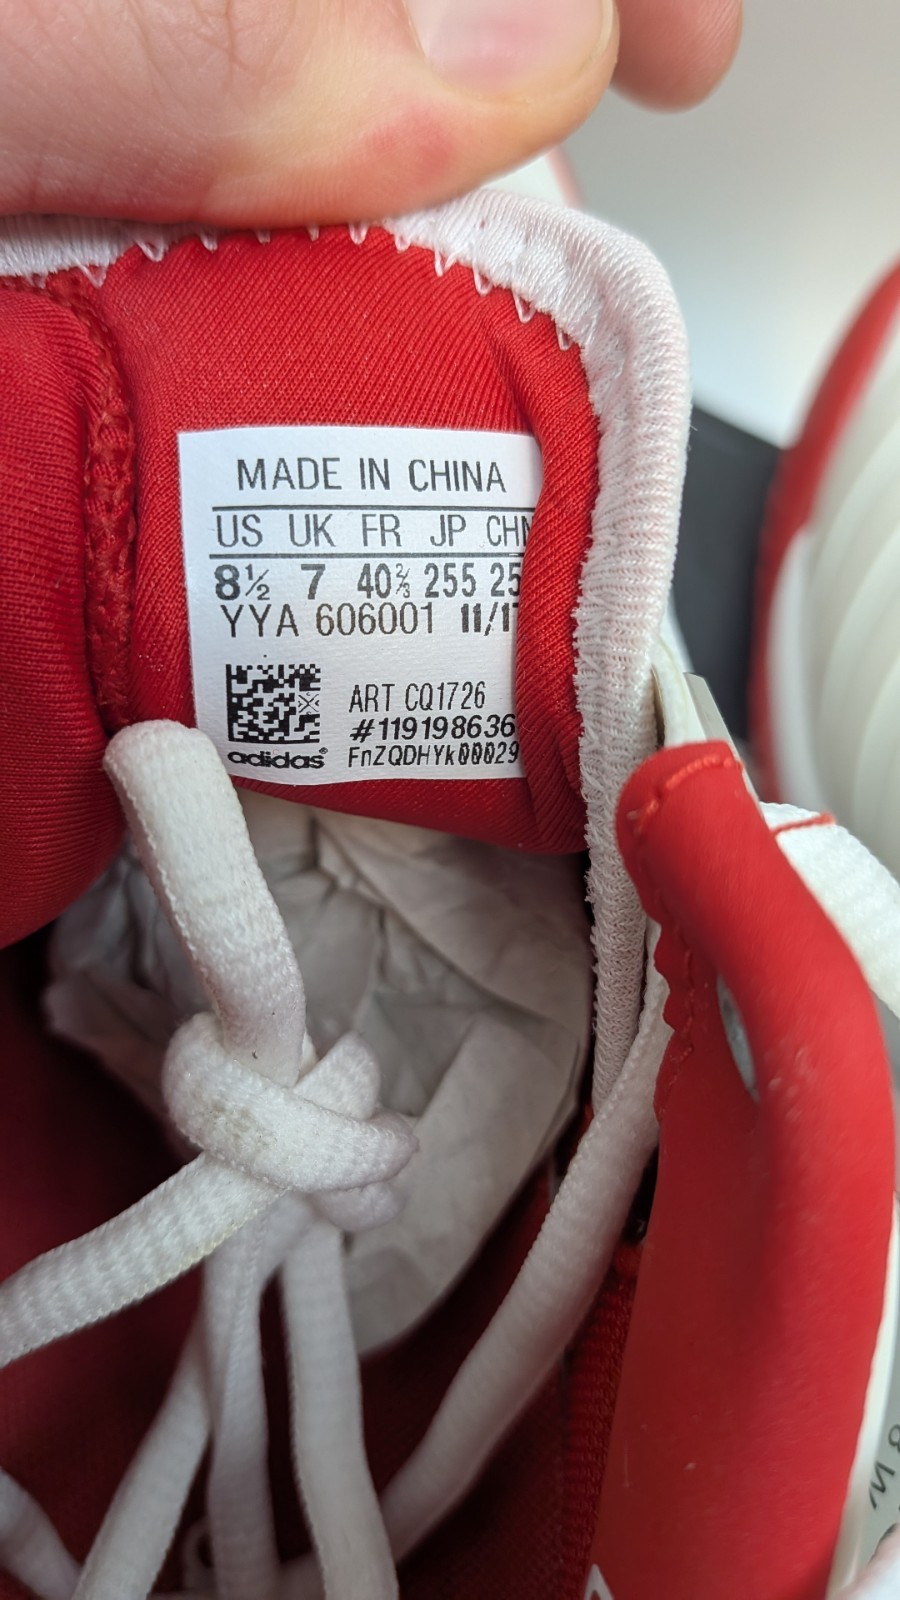 MADE IN CHINA
US UK FR JP CHN
8½ 7 40⅔ 255 25
YYA 606001 11/17
ART CQ1726
#119198636
adidas®
FnZQDHYk00029